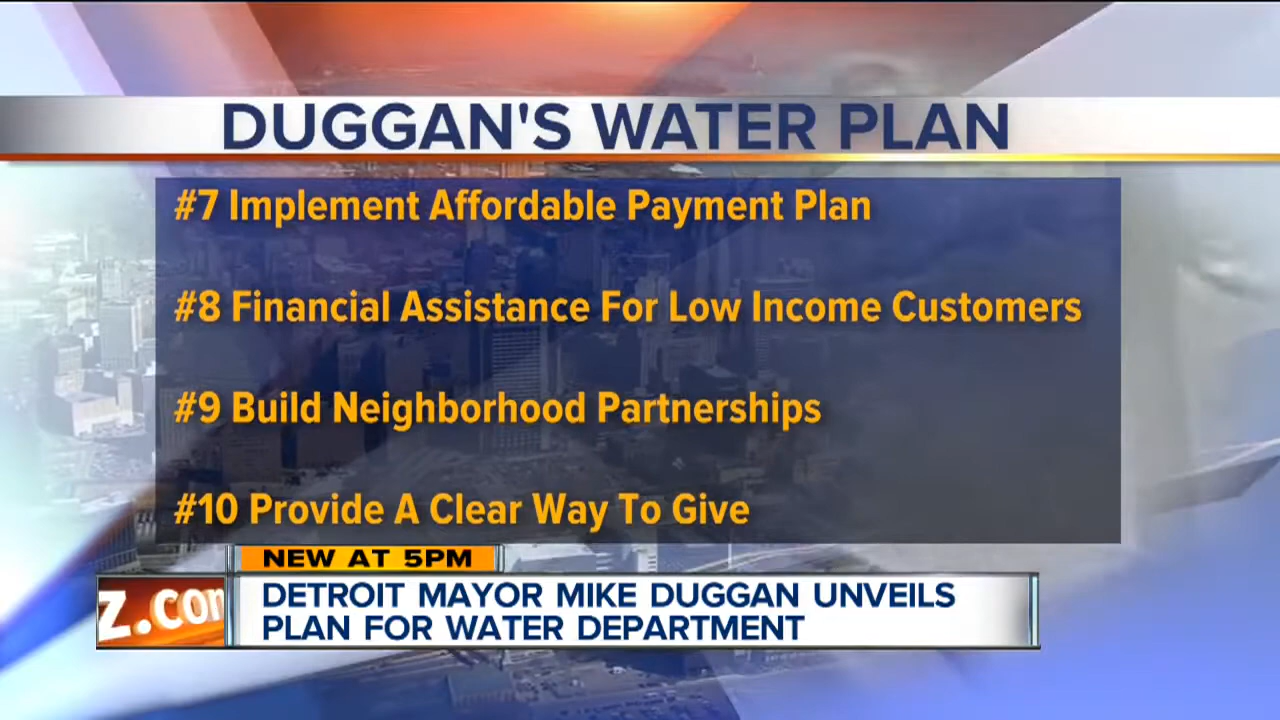 DUGGAN'S WATER PLAN
#7 Implement Affordable Payment Plan
#8 Financial Assistance For Low Income Customers
#9 Build Neighborhood Partnerships
#10 Provide A Clear Way To Give
NEW AT 5PM
Z.com
DETROIT MAYOR MIKE DUGGAN UNVEILS
PLAN FOR WATER DEPARTMENT